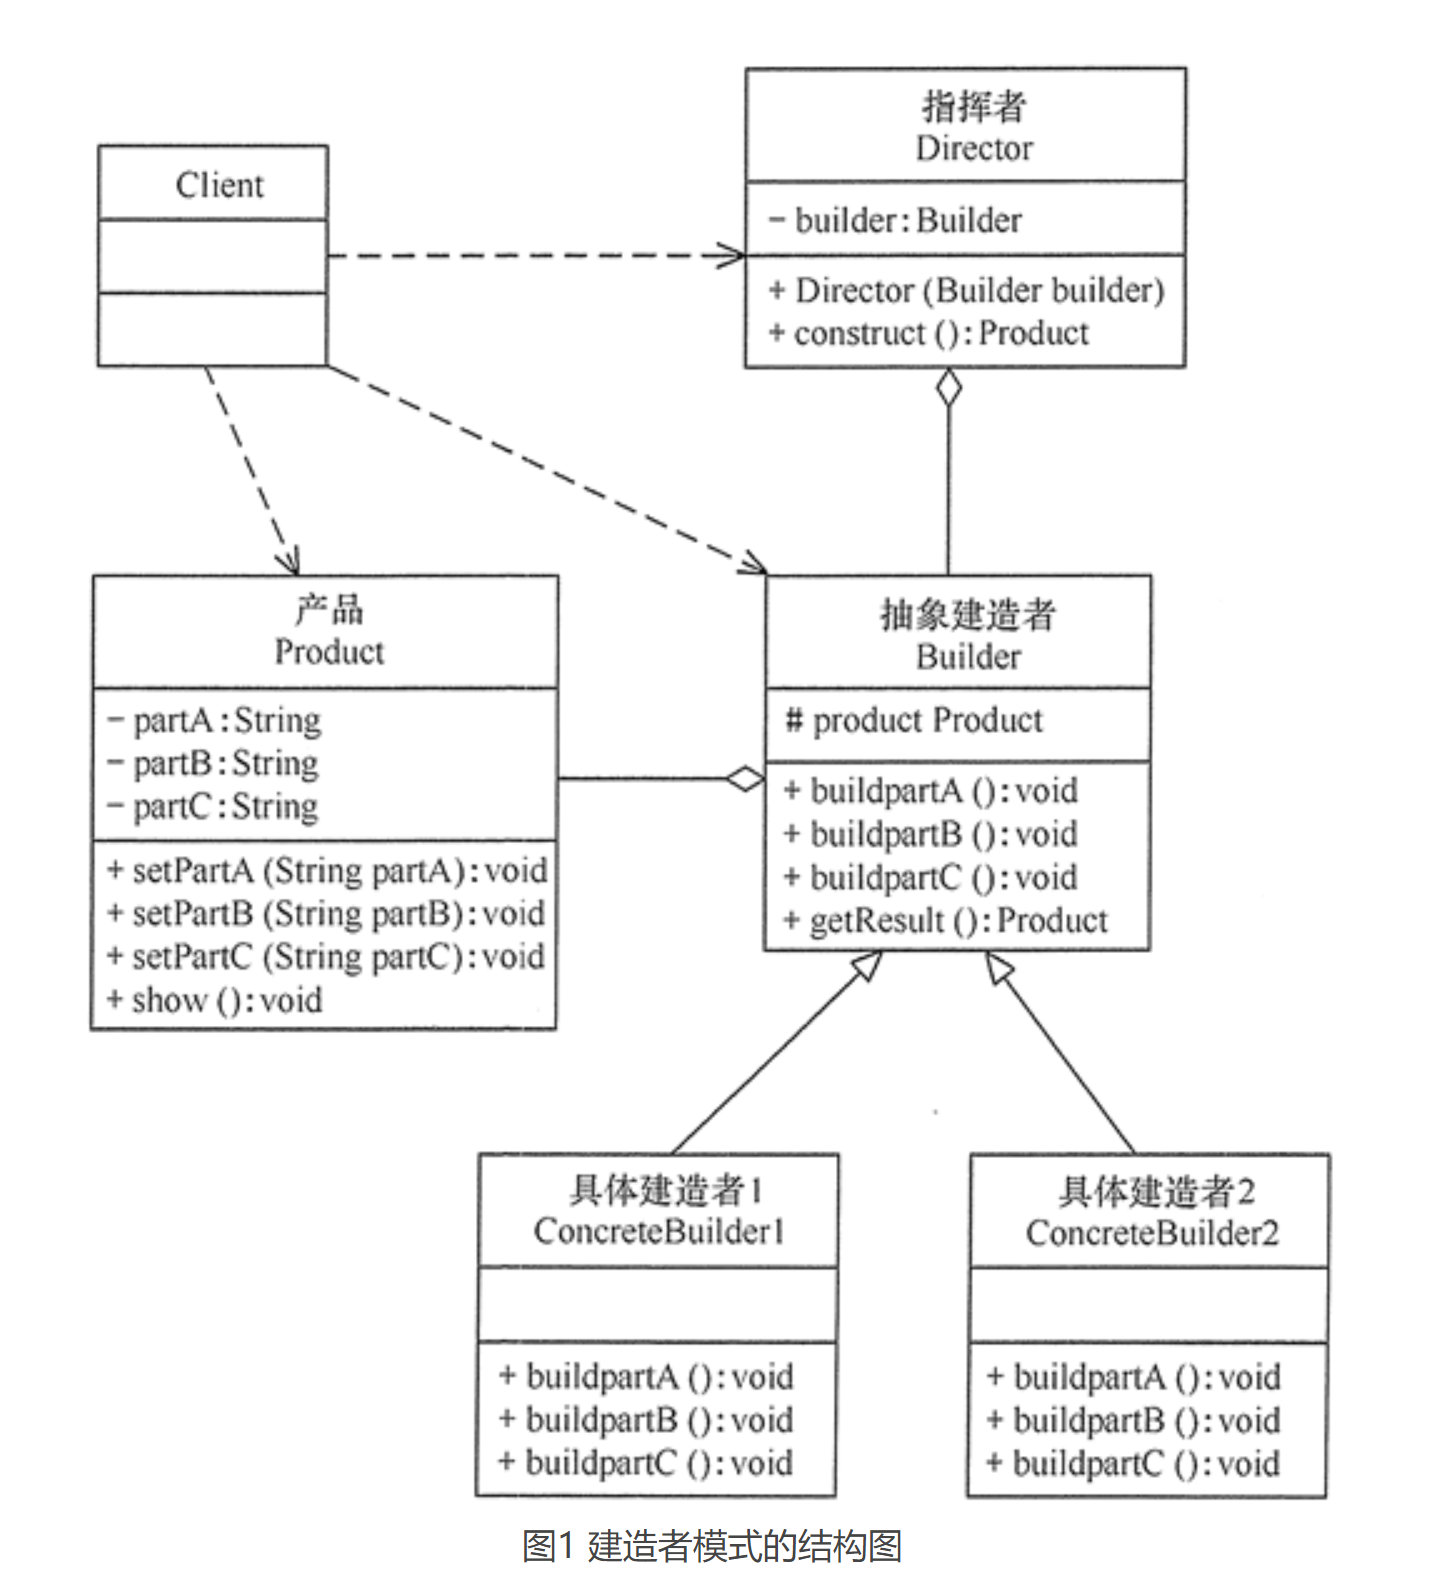 指挥者
Director
- builder:Builder
+ Director (Builder builder)
+ construct ():Product
Client
产品
Product
- partA:String
- partB:String
- partC:String
+ setPartA (String partA):void
+ setPartB (String partB):void
+ setPartC (String partC):void
+ show ():void
抽象建造者
Builder
# product Product
+ buildpartA ():void
+ buildpartB ():void
+ buildpartC ():void
+ getResult ():Product
具体建造者1
ConcreteBuilder1
+ buildpartA ():void
+ buildpartB ():void
+ buildpartC ():void
具体建造者2
ConcreteBuilder2
+ buildpartA ():void
+ buildpartB ():void
+ buildpartC ():void
图1 建造者模式的结构图